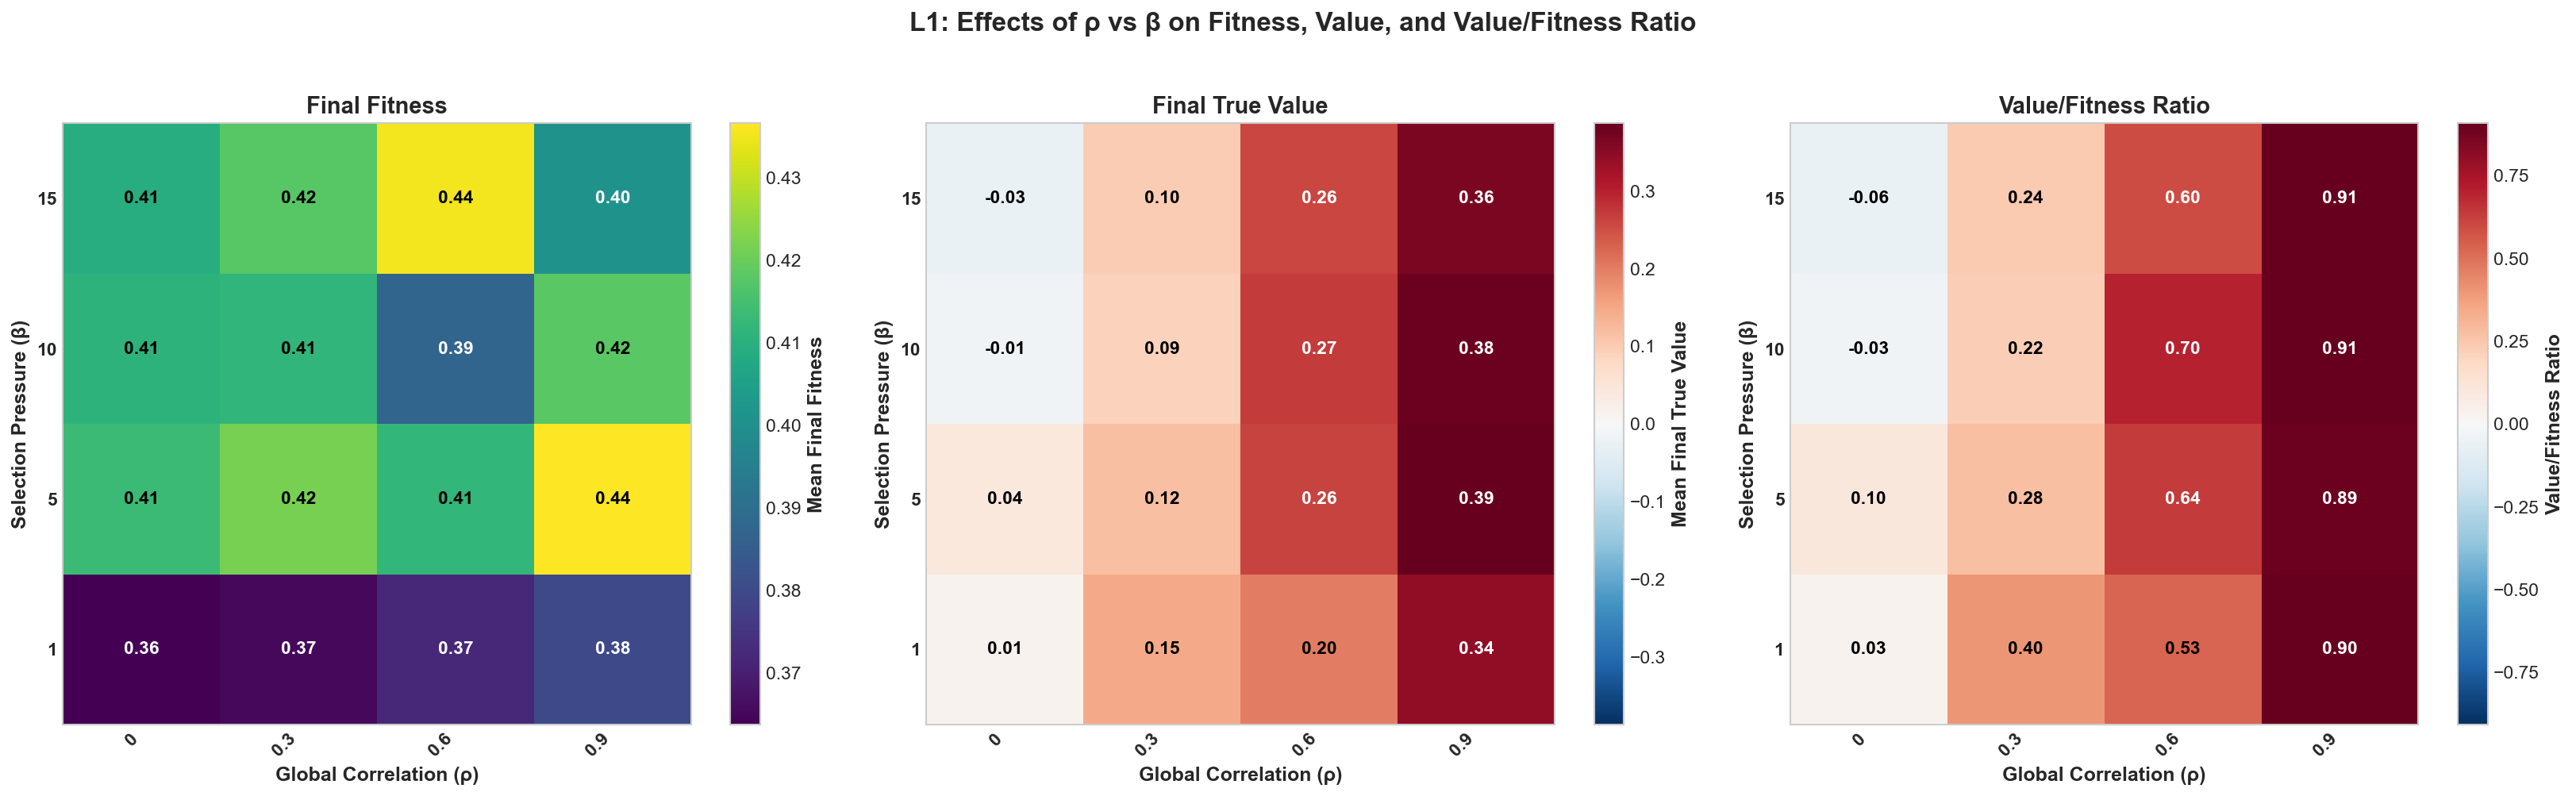 L1: Effects of ρ vs β on Fitness, Value, and Value/Fitness Ratio
Final Fitness
Selection Pressure (β)
15
0.41 0.42 0.44 0.40
10
0.41 0.41 0.39 0.42
5
0.41 0.42 0.41 0.44
1
0.36 0.37 0.37 0.38
0 0.3 0.6 0.9
Global Correlation (ρ)
0.43
0.42
0.41
0.40
0.39
0.38
0.37
Mean Final Fitness
Final True Value
Selection Pressure (β)
15
-0.03 0.10 0.26 0.36
10
-0.01 0.09 0.27 0.38
5
0.04 0.12 0.26 0.39
1
0.01 0.15 0.20 0.34
0 0.3 0.6 0.9
Global Correlation (ρ)
0.3
0.2
0.1
0.0
−0.1
−0.2
−0.3
Mean Final True Value
Value/Fitness Ratio
Selection Pressure (β)
15
-0.06 0.24 0.60 0.91
10
-0.03 0.22 0.70 0.91
5
0.10 0.28 0.64 0.89
1
0.03 0.40 0.53 0.90
0 0.3 0.6 0.9
Global Correlation (ρ)
0.75
0.50
0.25
0.00
−0.25
−0.50
−0.75
Value/Fitness Ratio